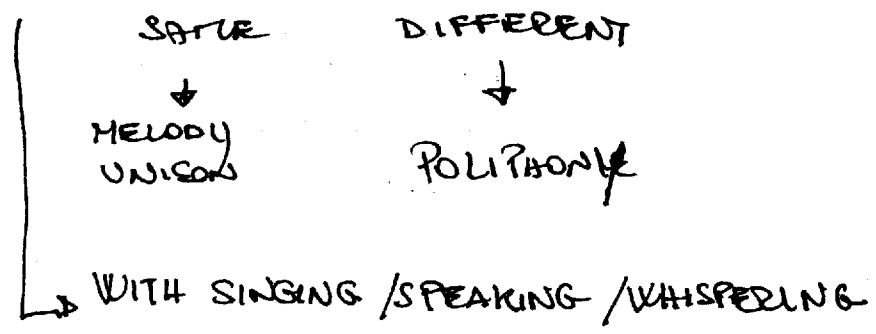 SAME DIFFERENT
↓ ↓
MELODY
UNISON POLIPHONY
WITH SINGING / SPEAKING / WHISPERING